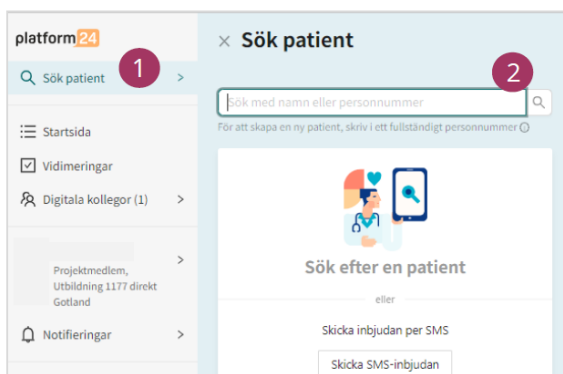 platform24
Sök patient
1
Startsida
Vidimeringar
Digitala kollegor (1)
Projektmedlem,
Utbildning 1177 direkt
Gotland
Notifieringar
× Sök patient
2
Sök med namn eller personnummer
För att skapa en ny patient, skriv i ett fullständigt personnummer
Sök efter en patient
eller
Skicka inbjudan per SMS
Skicka SMS-inbjudan